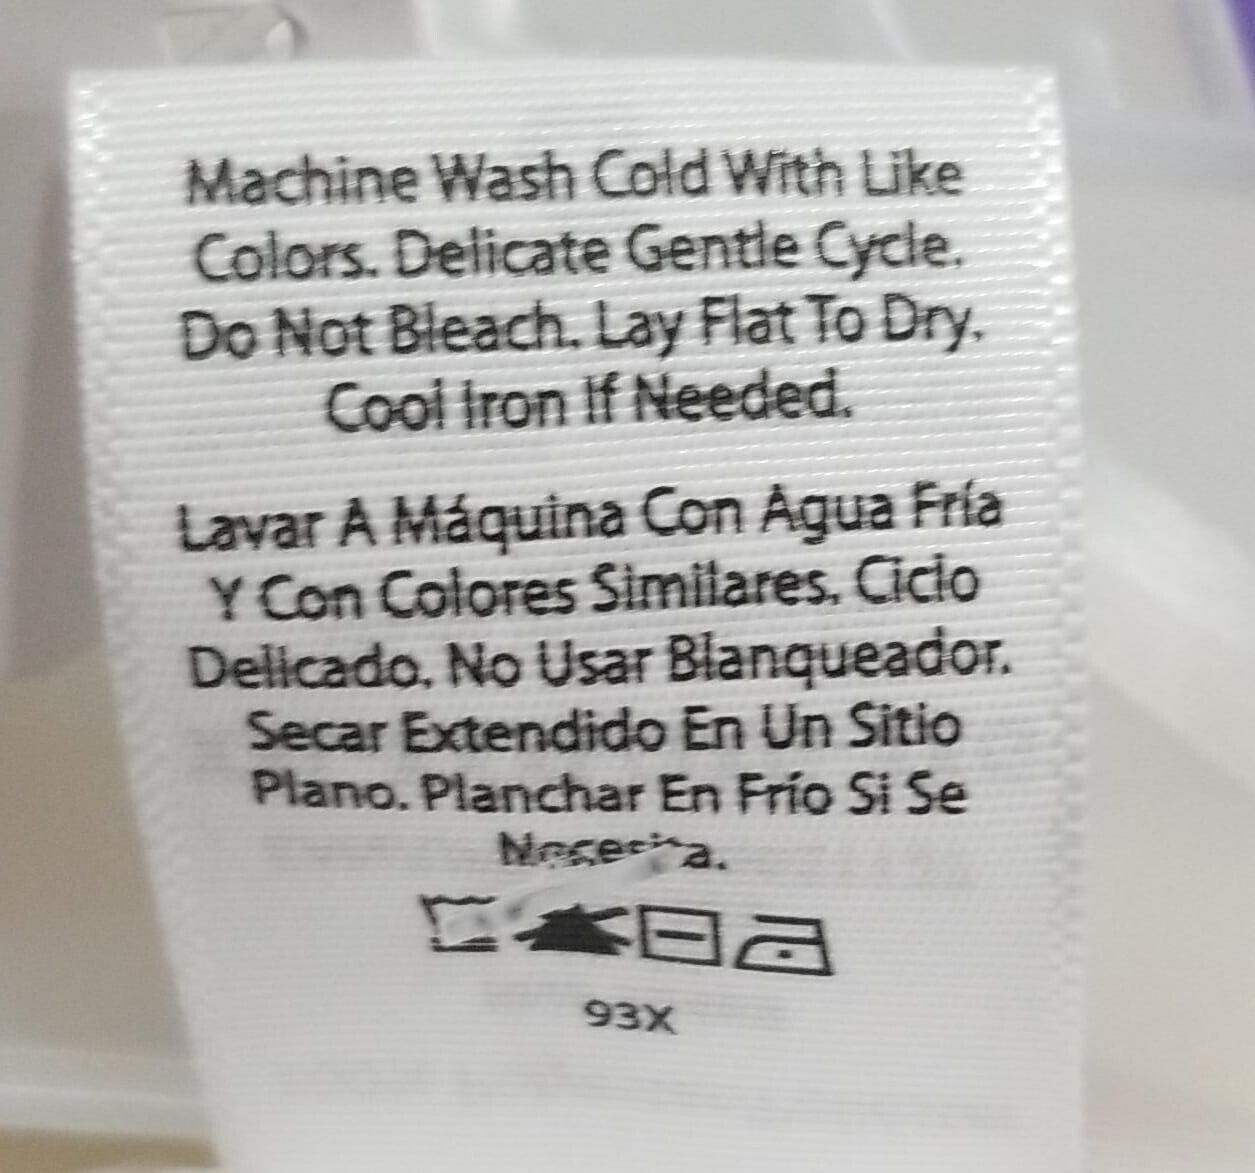 Machine Wash Cold With Like
Colors. Delicate Gentle Cycle.
Do Not Bleach. Lay Flat To Dry.
Cool Iron If Needed.
Lavar A Máquina Con Agua Fría
Y Con Colores Similares, Ciclo
Delicado. No Usar Blanqueador.
Secar Extendido En Un Sitio
Plano. Planchar En Frío Si Se
Necesita.
93X